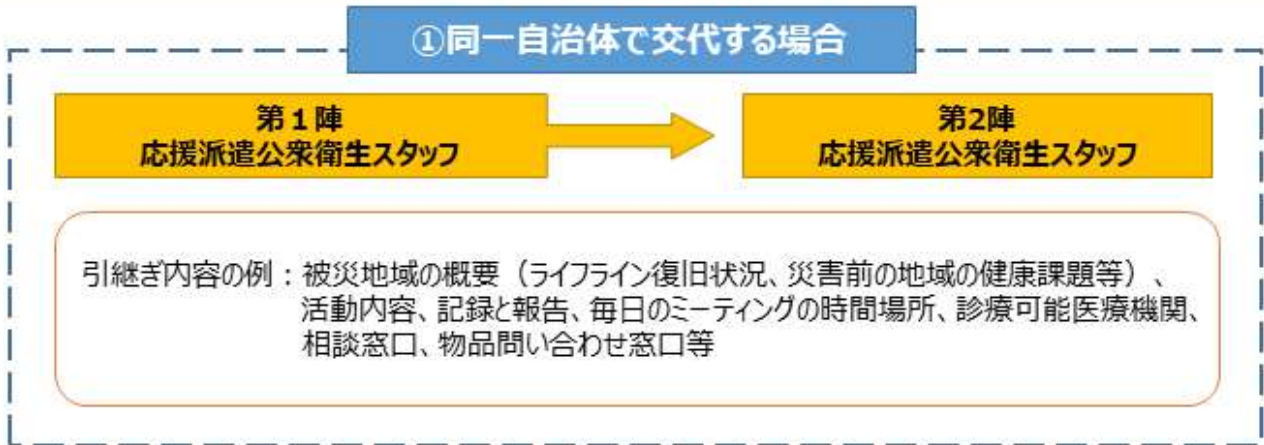 ①同一自治体で交代する場合
第１陣
応援派遣公衆衛生スタッフ
第2陣
応援派遣公衆衛生スタッフ
引継ぎ内容の例：被災地域の概要（ライフライン復旧状況、災害前の地域の健康課題等）、
活動内容、記録と報告、毎日のミーティングの時間場所、診療可能医療機関、
相談窓口、物品問い合わせ窓口等